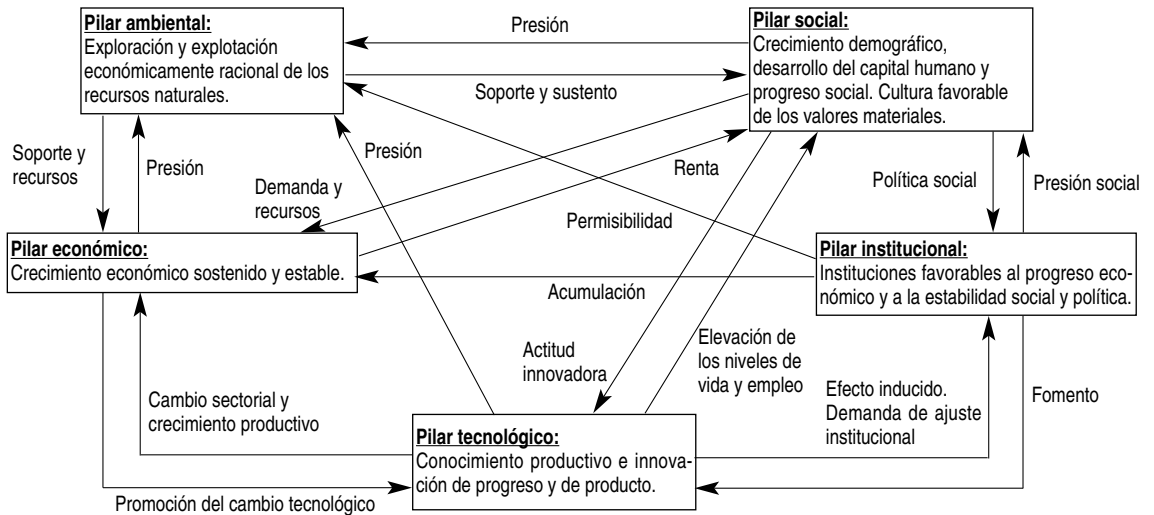 Pilar ambiental:
Exploración y explotación
económicamente racional de los
recursos naturales.
Presión
Soporte y sustento
Pilar social:
Crecimiento demográfico,
desarrollo del capital humano y
progreso social. Cultura favorable
de los valores materiales.
Soporte y
recursos
Presión
Presión
Demanda y
recursos
Renta
Permisibilidad
Política social
Presión social
Pilar económico:
Crecimiento económico sostenido y estable.
Pilar institucional:
Instituciones favorables al progreso eco-
nómico y a la estabilidad social y política.
Acumulación
Actitud
innovadora
Elevación de
los niveles de
vida y empleo
Cambio sectorial y
crecimiento productivo
Efecto inducido.
Demanda de ajuste
institucional
Fomento
Pilar tecnológico:
Conocimiento productivo e innova-
ción de progreso y de producto.
Promoción del cambio tecnológico